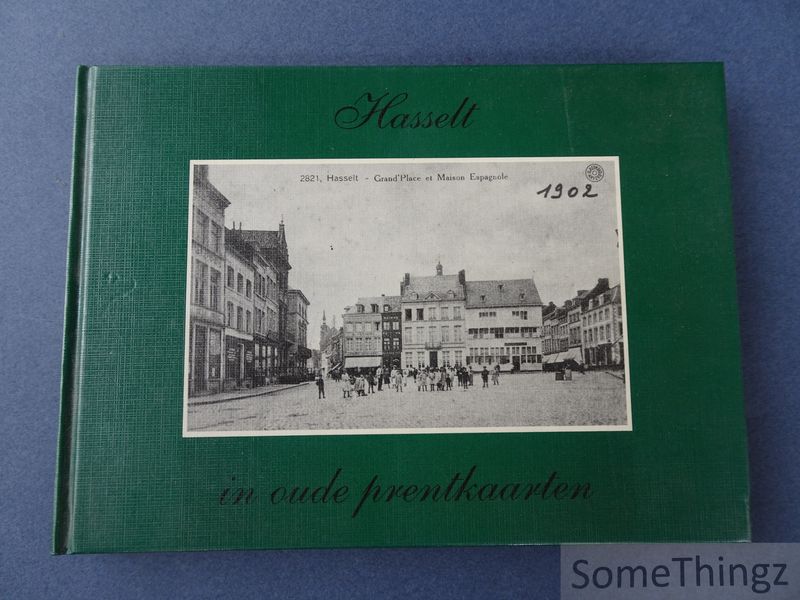 Hasselt
2821, Hasselt - Grand'Place et Maison Espagnole
1902
in oude prentkaarten
SomeThingz